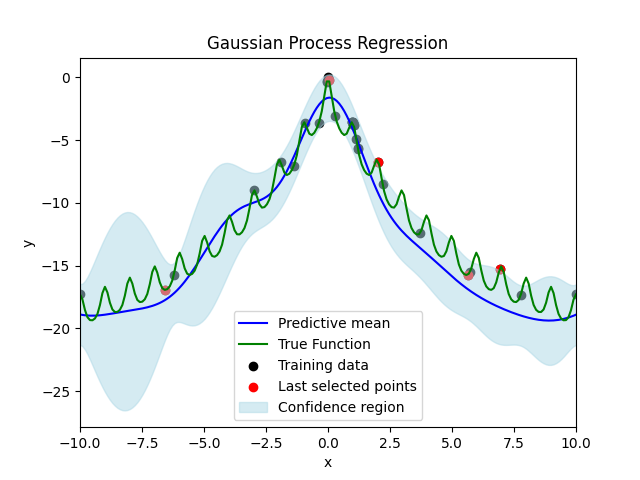 Gaussian Process Regression
y
0
−5
−10
−15
−20
−25
Predictive mean
True Function
Training data
Last selected points
Confidence region
−10.0 −7.5 −5.0 −2.5 0.0 2.5 5.0 7.5 10.0
x